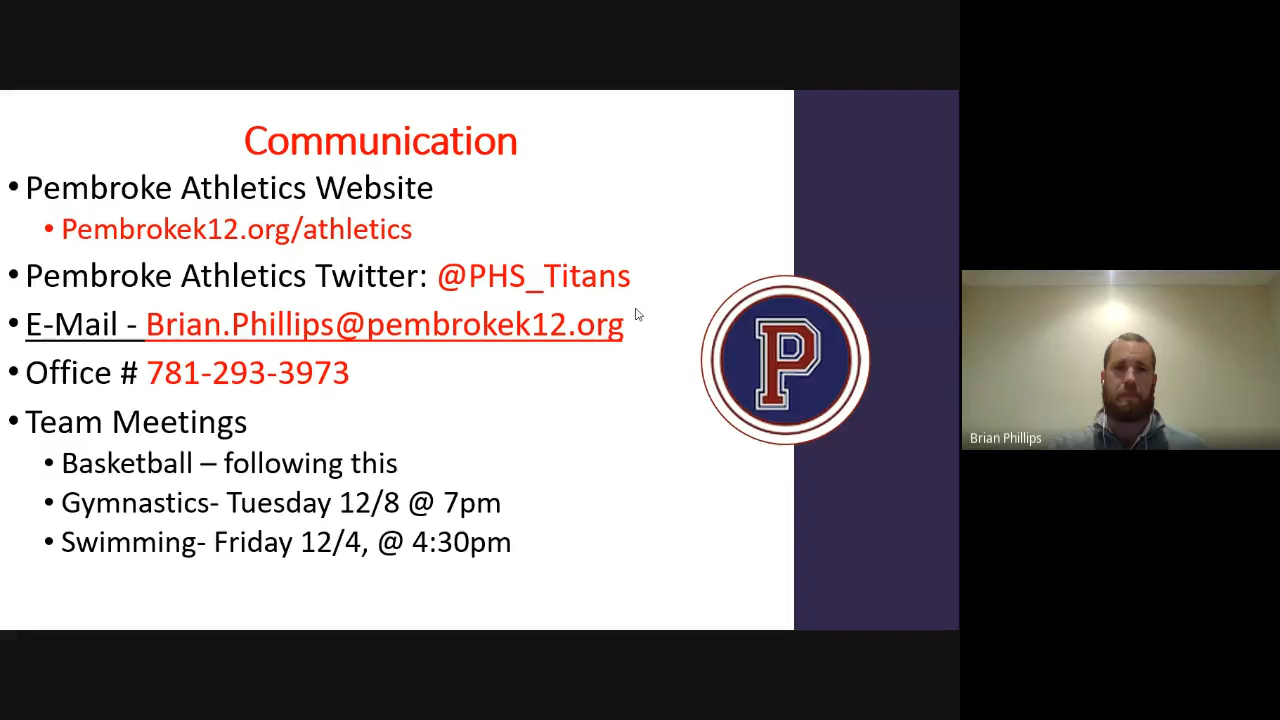 Communication
• Pembroke Athletics Website
• Pembrokek12.org/athletics
• Pembroke Athletics Twitter: @PHS_Titans
• E-Mail - Brian.Phillips@pembrokek12.org
• Office # 781-293-3973
• Team Meetings
• Basketball – following this
• Gymnastics- Tuesday 12/8 @ 7pm
• Swimming- Friday 12/4, @ 4:30pm
P
Brian Phillips